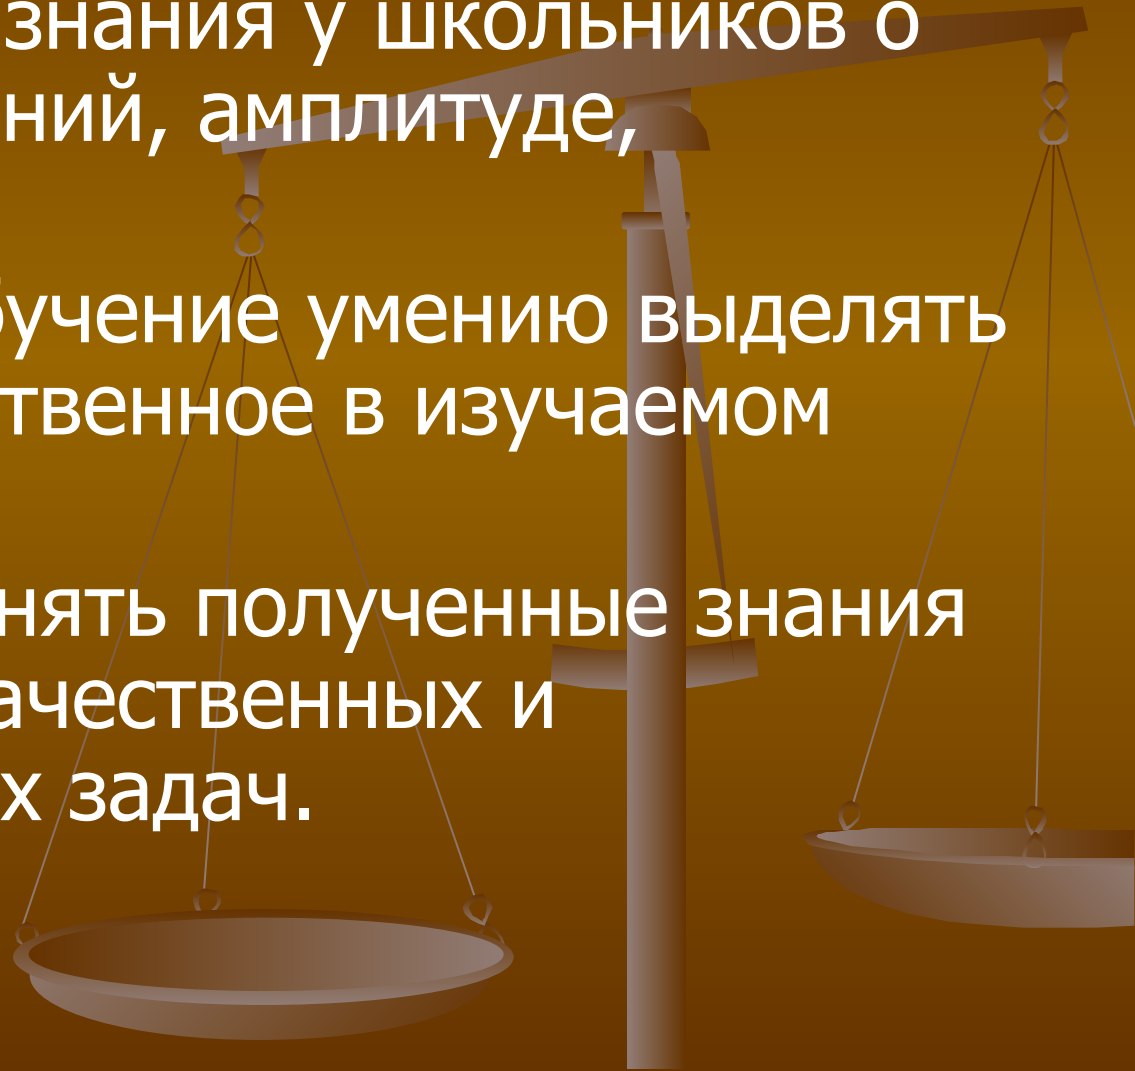 знания у школьников о
ний, амплитуде,
бучение умению выделять
твенное в изучаемом
нять полученные знания
ачественных и
х задач.